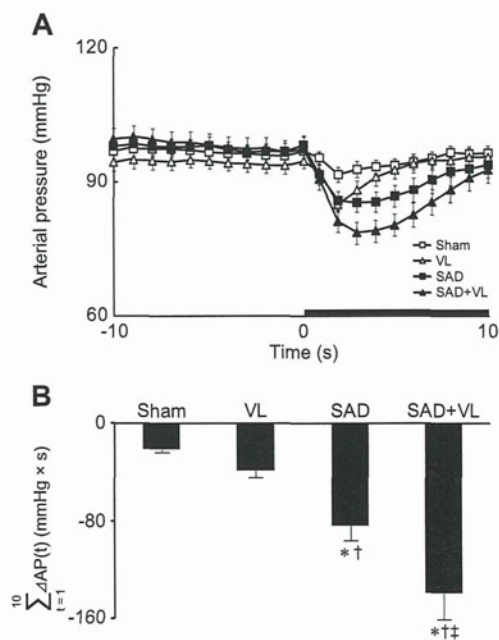 A
120
90
60
Arterial pressure (mmHg)
Sham
VL
SAD
SAD+VL
-10
0
10
Time (s)
B
Sham VL SAD SAD+VL
0
-80
-160
10
∑ ΔAP(t) (mmHg × s)
t=1
*†
*†‡